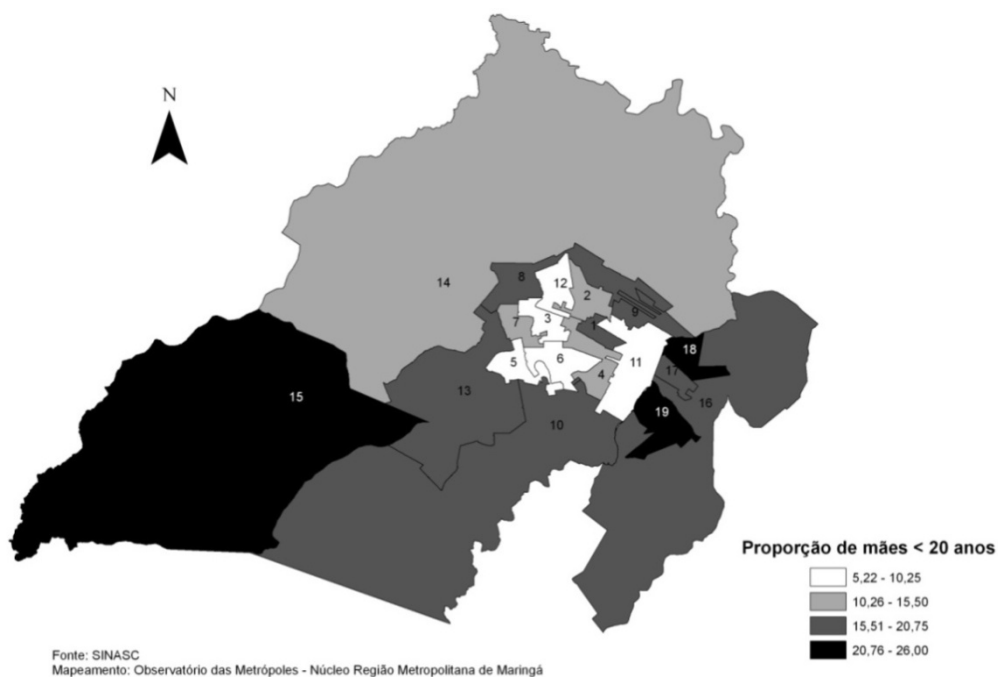 N
14
8
12
2
7
3
1
9
5
6
11
18
4
17
15
13
16
10
19
Proporção de mães < 20 anos
5,22 - 10,25
10,26 - 15,50
15,51 - 20,75
20,76 - 26,00
Fonte: SINASC
Mapeamento: Observatório das Metrópoles - Núcleo Região Metropolitana de Maringá